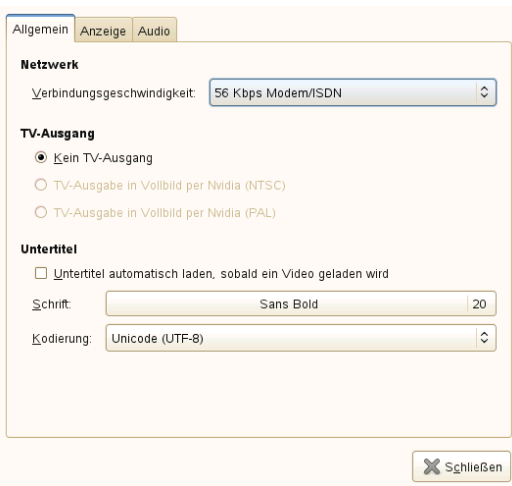 Allgemein Anzeige Audio
Netzwerk
Verbindungsgeschwindigkeit: 56 Kbps Modem/ISDN
TV-Ausgang
Kein TV-Ausgang
TV-Ausgabe in Vollbild per Nvidia (NTSC)
TV-Ausgabe in Vollbild per Nvidia (PAL)
Untertitel
Untertitel automatisch laden, sobald ein Video geladen wird
Schrift: Sans Bold 20
Kodierung: Unicode (UTF-8)
Schließen